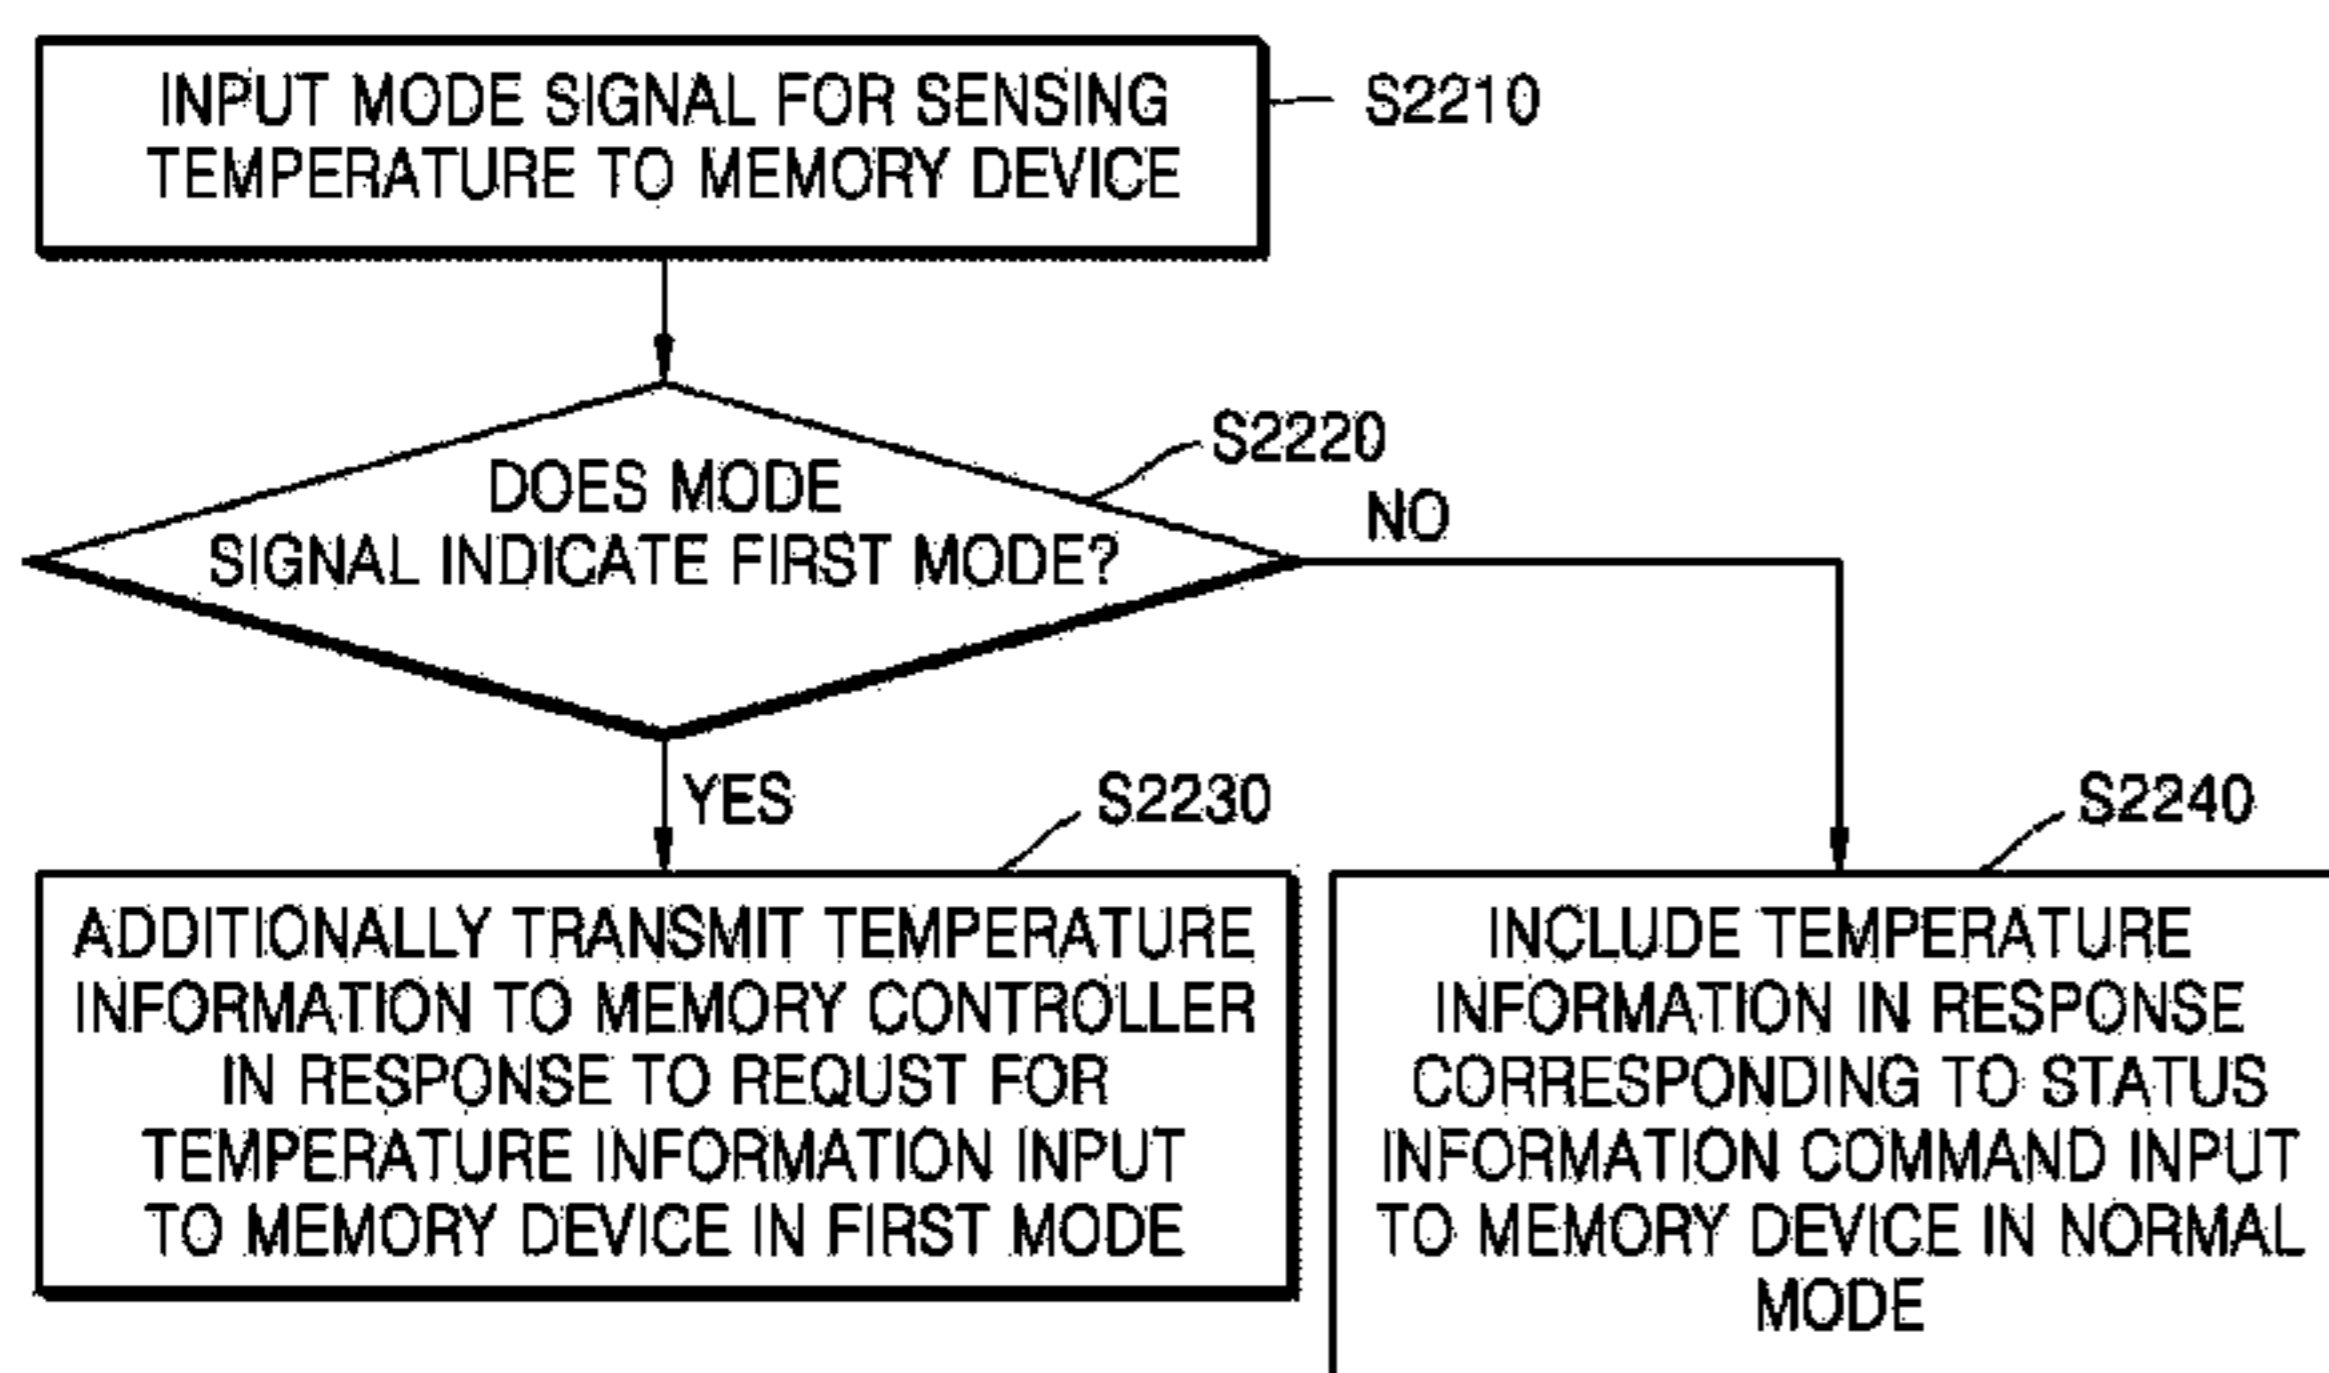 INPUT MODE SIGNAL FOR SENSING
TEMPERATURE TO MEMORY DEVICE
S2210
DOES MODE
SIGNAL INDICATE FIRST MODE?
S2220
NO
YES
S2230
ADDITIONALLY TRANSMIT TEMPERATURE
INFORMATION TO MEMORY CONTROLLER
IN RESPONSE TO REQUST FOR
TEMPERATURE INFORMATION INPUT
TO MEMORY DEVICE IN FIRST MODE
S2240
INCLUDE TEMPERATURE
INFORMATION IN RESPONSE
CORRESPONDING TO STATUS
INFORMATION COMMAND INPUT
TO MEMORY DEVICE IN NORMAL
MODE